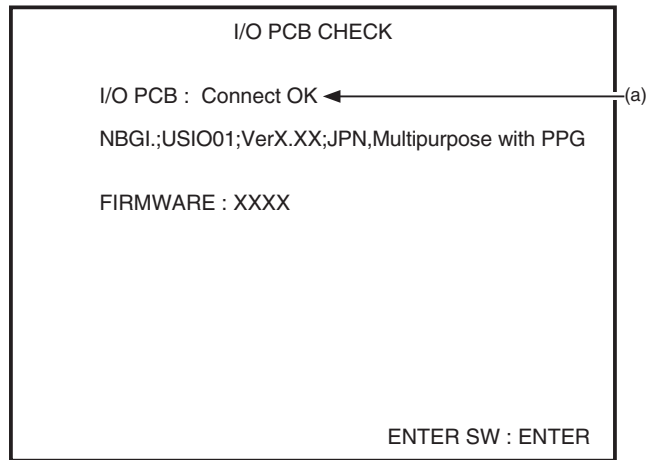 I/O PCB CHECK
I/O PCB : Connect OK
(a)
NBGI.;USIO01;VerX.XX;JPN,Multipurpose with PPG
FIRMWARE : XXXX
ENTER SW : ENTER